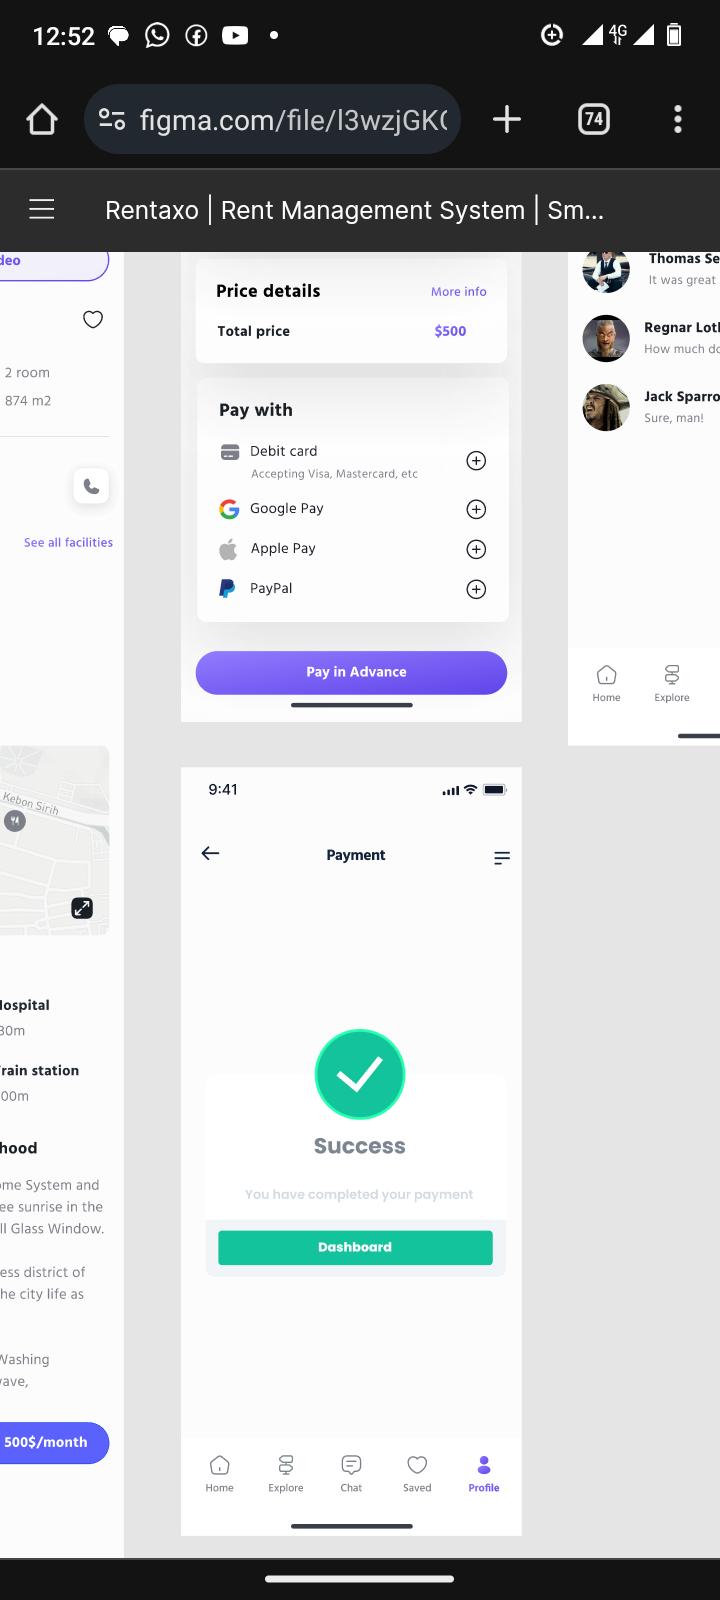 12:52
4G
figma.com/file/l3wzjGK
74
Rentaxo | Rent Management System | Sm...
deo
2 room
874 m2
See all facilities
Kebon Sirih
Hospital
30m
Train station
00m
hood
ome System and
ee sunrise in the
ll Glass Window.
ess district of
he city life as
Washing
vave,
500$/month
Price details
More info
Total price
$500
Pay with
Debit card
Accepting Visa, Mastercard, etc
Google Pay
Apple Pay
PayPal
Pay in Advance
9:41
Payment
Success
You have completed your payment
Dashboard
Home
Explore
Chat
Saved
Profile
Thomas Se
It was great
Regnar Lotl
How much do
Jack Sparro
Sure, man!
Home
Explore